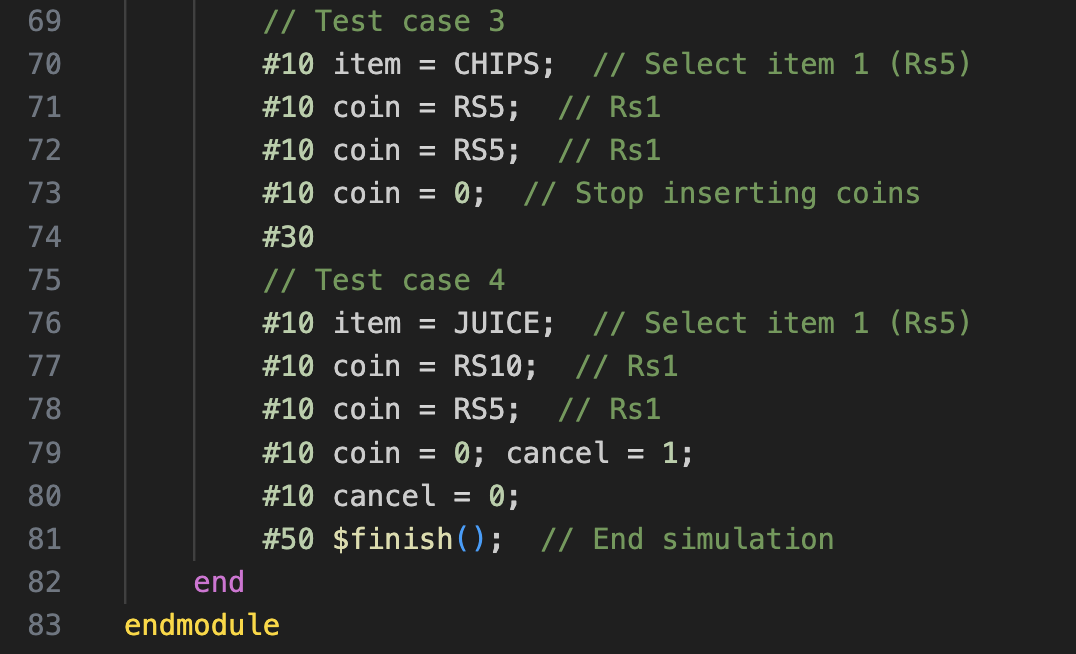 69 // Test case 3
70 #10 item = CHIPS;  // Select item 1 (Rs5)
71 #10 coin = RS5;  // Rs1
72 #10 coin = RS5;  // Rs1
73 #10 coin = 0;  // Stop inserting coins
74 #30
75 // Test case 4
76 #10 item = JUICE;  // Select item 1 (Rs5)
77 #10 coin = RS10;  // Rs1
78 #10 coin = RS5;  // Rs1
79 #10 coin = 0; cancel = 1;
80 #10 cancel = 0;
81 #50 $finish();  // End simulation
82 end
83 endmodule